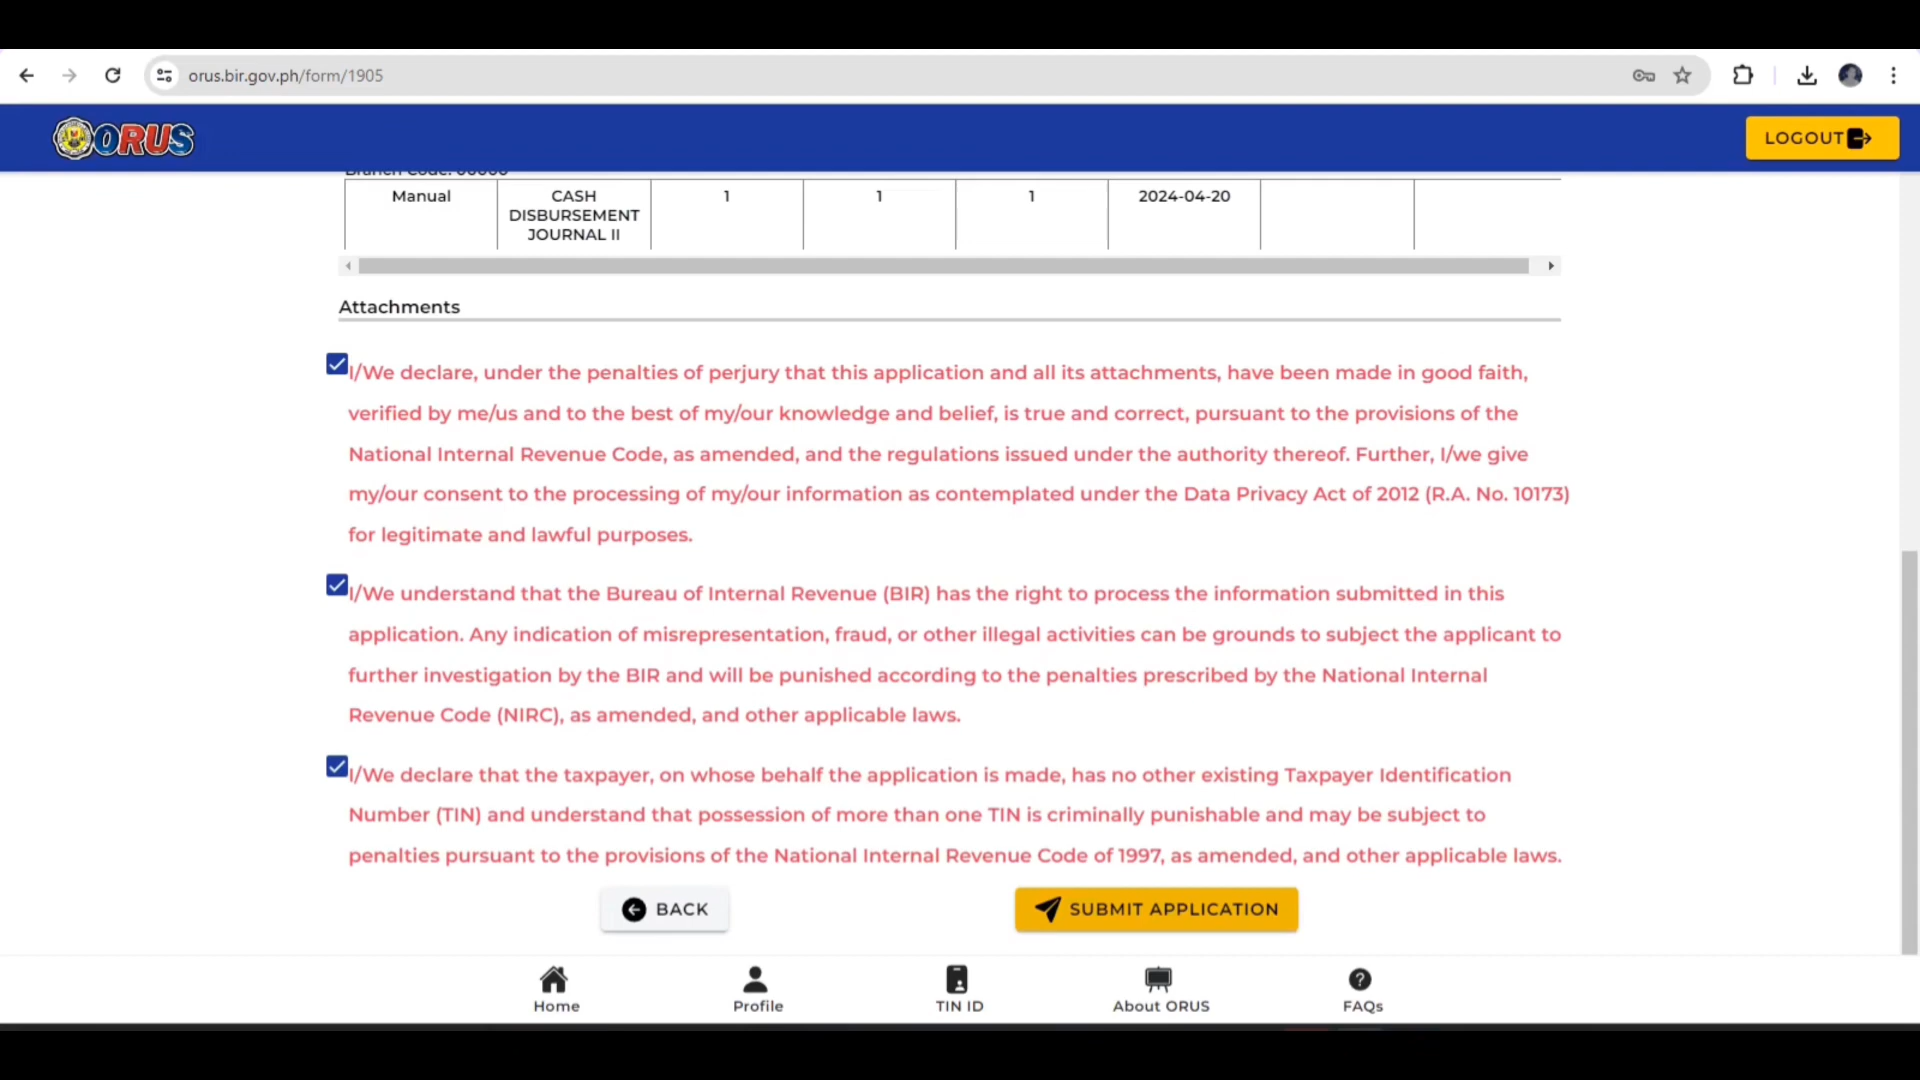 orus.bir.gov.ph/form/1905
ORUS
LOGOUT
Branch Code: 00000
Manual
CASH
DISBURSEMENT
JOURNAL II
1
1
1
2024-04-20
Attachments
I/We declare, under the penalties of perjury that this application and all its attachments, have been made in good faith,
verified by me/us and to the best of my/our knowledge and belief, is true and correct, pursuant to the provisions of the
National Internal Revenue Code, as amended, and the regulations issued under the authority thereof. Further, I/we give
my/our consent to the processing of my/our information as contemplated under the Data Privacy Act of 2012 (R.A. No. 10173)
for legitimate and lawful purposes.
I/We understand that the Bureau of Internal Revenue (BIR) has the right to process the information submitted in this
application. Any indication of misrepresentation, fraud, or other illegal activities can be grounds to subject the applicant to
further investigation by the BIR and will be punished according to the penalties prescribed by the National Internal
Revenue Code (NIRC), as amended, and other applicable laws.
I/We declare that the taxpayer, on whose behalf the application is made, has no other existing Taxpayer Identification
Number (TIN) and understand that possession of more than one TIN is criminally punishable and may be subject to
penalties pursuant to the provisions of the National Internal Revenue Code of 1997, as amended, and other applicable laws.
BACK
SUBMIT APPLICATION
Home
Profile
TIN ID
About ORUS
FAQs